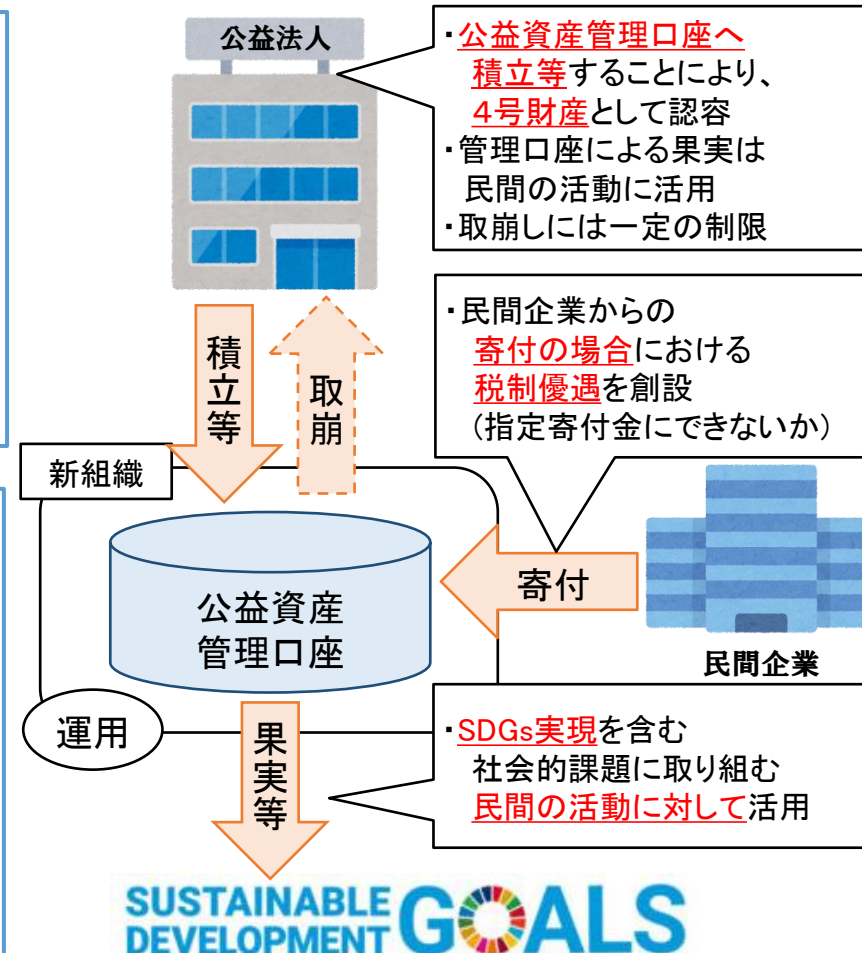 公益法人
・公益資産管理口座へ
積立等することにより、
４号財産として認容
・管理口座による果実は
民間の活動に活用
・取崩しには一定の制限
積立等
取崩
・民間企業からの
寄付の場合における
税制優遇を創設
(指定寄付金にできないか)
新組織
公益資産
管理口座
寄付
民間企業
運用
果実等
・SDGs実現を含む
社会的課題に取り組む
民間の活動に対して活用
SUSTAINABLE
DEVELOPMENT
GOALS